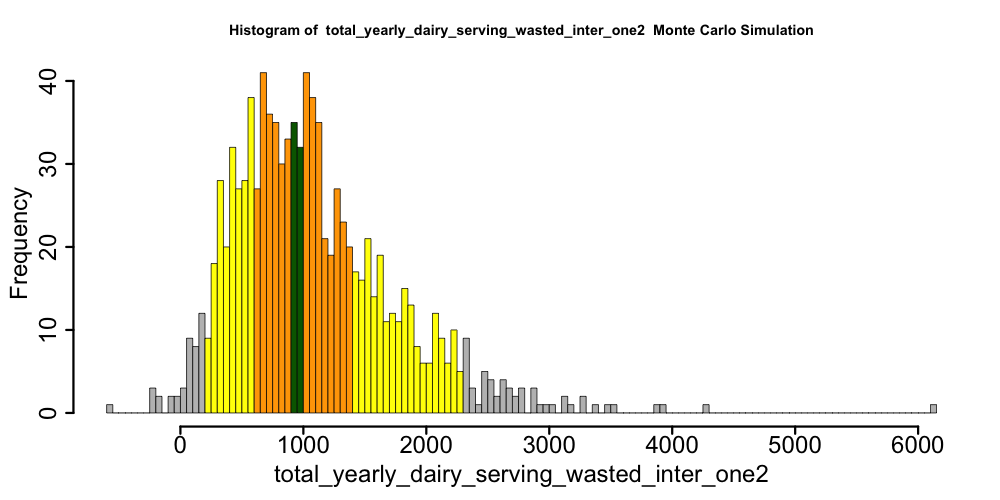 Histogram of  total_yearly_dairy_serving_wasted_inter_one2  Monte Carlo Simulation
Frequency
40
30
20
10
0
0 1000 2000 3000 4000 5000 6000
total_yearly_dairy_serving_wasted_inter_one2